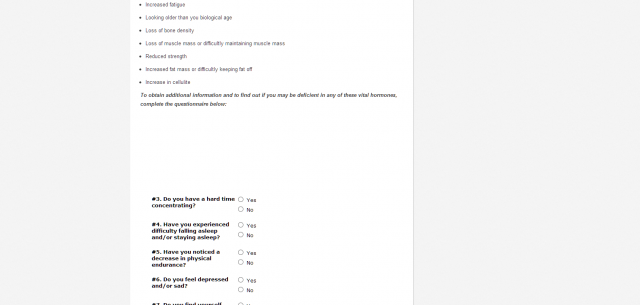 Increased fatigue
Looking older than you biological age
Loss of bone density
Loss of muscle mass or difficultly maintaining muscle mass
Reduced strength
Increased fat mass or difficultly keeping fat off
Increase in cellulite
To obtain additional information and to find out if you may be deficient in any of these vital hormones,
complete the questionnaire below:
#3. Do you have a hard time Yes
concentrating? No
#4. Have you experienced Yes
difficulty falling asleep
and/or staying asleep? No
#5. Have you noticed a Yes
decrease in physical
endurance? No
#6. Do you feel depressed Yes
and/or sad? No